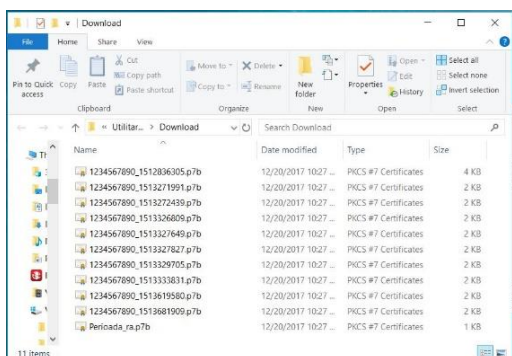 Download
File Home Share View
Pin to Quick access
Copy
Paste
Cut
Copy path
Paste shortcut
Clipboard
Move to
Copy to
Delete
Rename
Organize
New folder
New
Properties
Open
Edit
History
Open
Select all
Select none
Invert selection
Select
« Utilitar... > Download
Search Download
Name Date modified Type Size
1234567890_1512836305.p7b 12/20/2017 10:27 ... PKCS #7 Certificates 4 KB
1234567890_1513271991.p7b 12/20/2017 10:27 ... PKCS #7 Certificates 2 KB
1234567890_1513272439.p7b 12/20/2017 10:27 ... PKCS #7 Certificates 2 KB
1234567890_1513326809.p7b 12/20/2017 10:27 ... PKCS #7 Certificates 2 KB
1234567890_1513327649.p7b 12/20/2017 10:27 ... PKCS #7 Certificates 2 KB
1234567890_1513327827.p7b 12/20/2017 10:27 ... PKCS #7 Certificates 2 KB
1234567890_1513329705.p7b 12/20/2017 10:27 ... PKCS #7 Certificates 2 KB
1234567890_1513333831.p7b 12/20/2017 10:27 ... PKCS #7 Certificates 2 KB
1234567890_1513619580.p7b 12/20/2017 10:27 ... PKCS #7 Certificates 2 KB
1234567890_1513681909.p7b 12/20/2017 10:27 ... PKCS #7 Certificates 2 KB
Perioada_ra.p7b 12/20/2017 10:27 ... PKCS #7 Certificates 1 KB
11 items